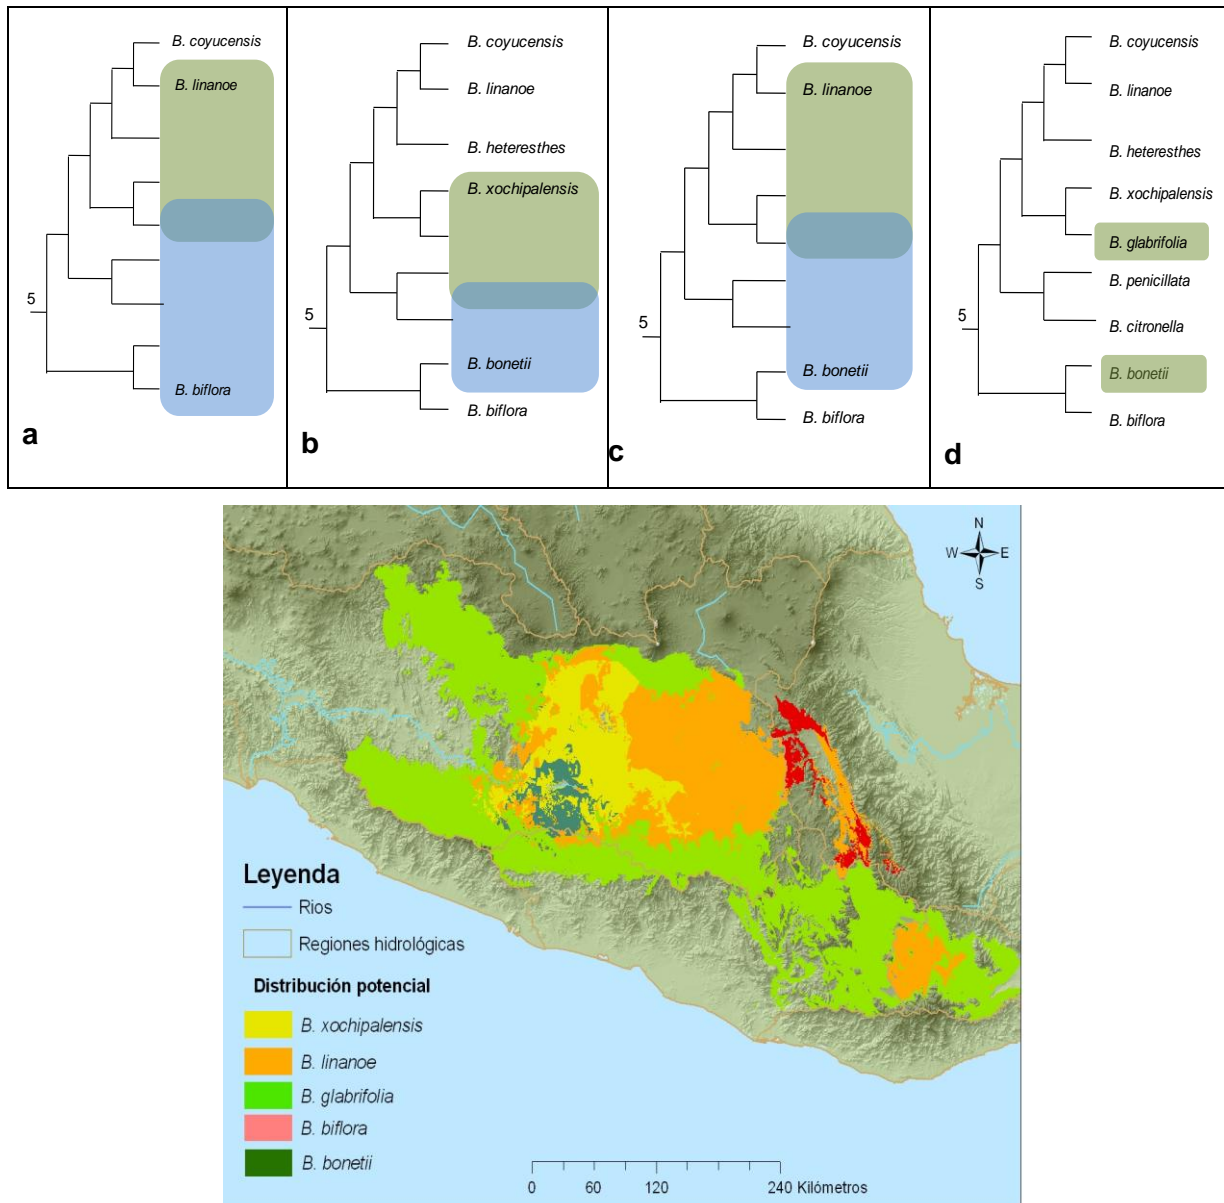 B. coyucensis
B. linanoe
5
B. biflora
a
B. coyucensis
B. linanoe
B. heteresthes
B. xochipalensis
5
B. bonetii
B. biflora
b
B. coyucensis
B. linanoe
5
B. bonetii
B. biflora
c
B. coyucensis
B. linanoe
B. heteresthes
B. xochipalensis
B. glabrifolia
B. penicillata
5
B. citronella
B. bonetii
B. biflora
d
N
W E
S
Leyenda
Rios
Regiones hidrológicas
Distribución potencial
B. xochipalensis
B. linanoe
B. glabrifolia
B. biflora
B. bonetii
0 60 120 240 Kilómetros